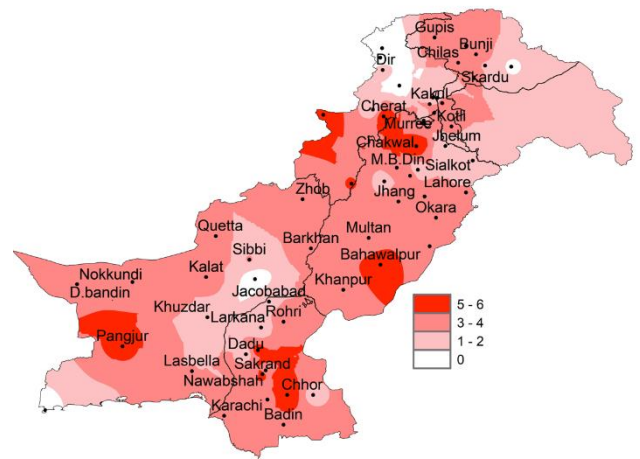 Gupis
Chilas Bunji
Dir
Skardu
Kakul
Cherat
Murree Kotli
Chakwal Jhelum
M.B.Din
Sialkot
Jhang Lahore
Zhob
Okara
Quetta Multan
Sibbi Barkhan
Bahawalpur
Nokkundi Kalat
D.bandin Khanpur
Jacobabad
Khuzdar Larkana Rohri
Pangjur
Dadu
Lasbella Sakrand
Nawabshah Chhor
Karachi
Badin
5 - 6
3 - 4
1 - 2
0